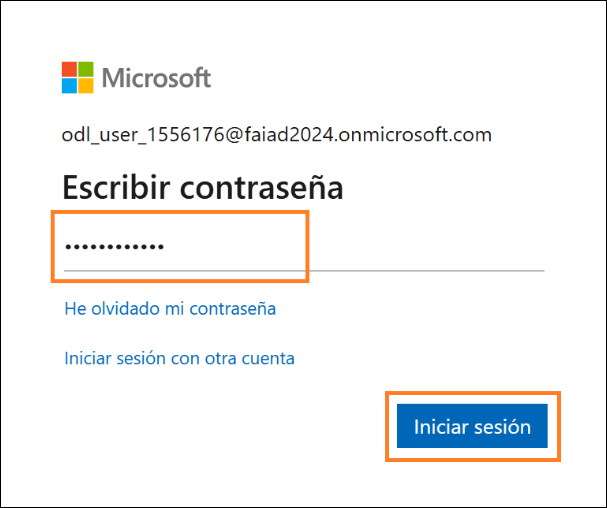 Microsoft
odl_user_1556176@faiad2024.onmicrosoft.com
Escribir contraseña
••••••••••••
He olvidado mi contraseña
Iniciar sesión con otra cuenta
Iniciar sesión